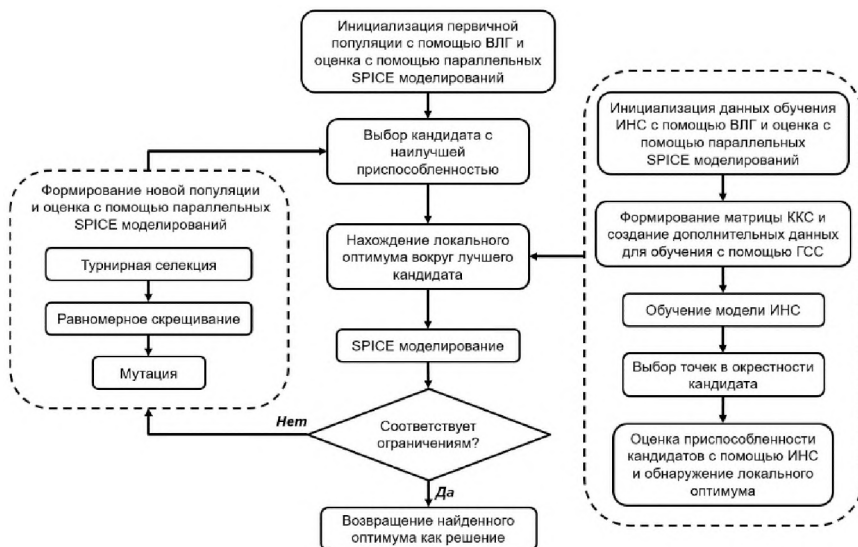 Инициализация первичной
популяции с помощью ВЛГ и
оценка с помощью параллельных
SPICE моделирований
Выбор кандидата с
наилучшей
приспособленностью
Нахождение локального
оптимума вокруг лучшего
кандидата
SPICE моделирование
Соответствует
ограничениям?
Нет
Да
Возвращение найденного
оптимума как решение
Формирование новой популяции
и оценка с помощью параллельных
SPICE моделирований
Турнирная селекция
Равномерное скрещивание
Мутация
Инициализация данных обучения
ИНС с помощью ВЛГ и оценка с
помощью параллельных
SPICE моделирований
Формирование матрицы ККС и
создание дополнительных данных
для обучения с помощью ГСС
Обучение модели ИНС
Выбор точек в окрестности
кандидата
Оценка приспособленности
кандидатов с помощью ИНС
и обнаружение локального
оптимума